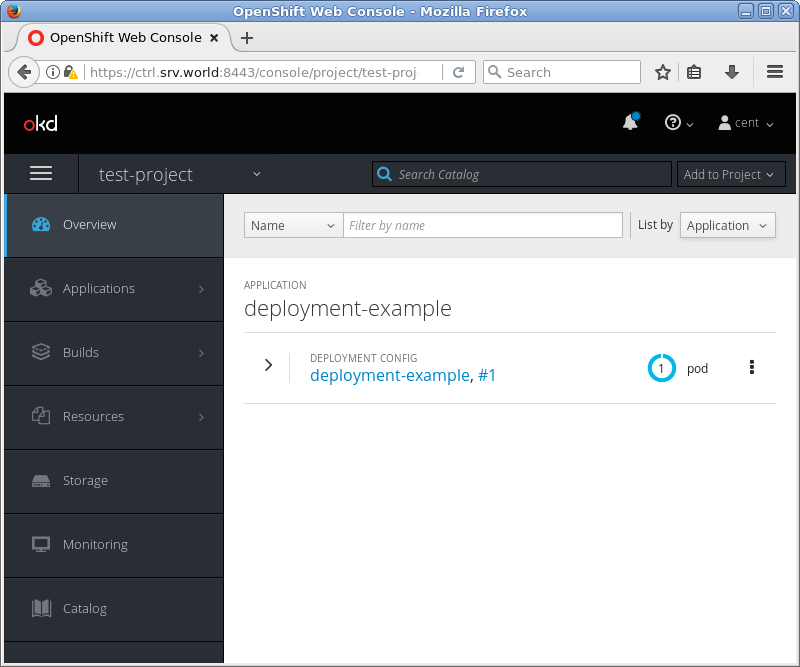 OpenShift Web Console - Mozilla Firefox
OpenShift Web Console
https://ctrl.srv.world:8443/console/project/test-proj
Search
okd
cent
test-project
Search Catalog
Add to Project
Overview
Applications
Builds
Resources
Storage
Monitoring
Catalog
Name
Filter by name
List by
Application
APPLICATION
deployment-example
DEPLOYMENT CONFIG
deployment-example, #1
1
pod